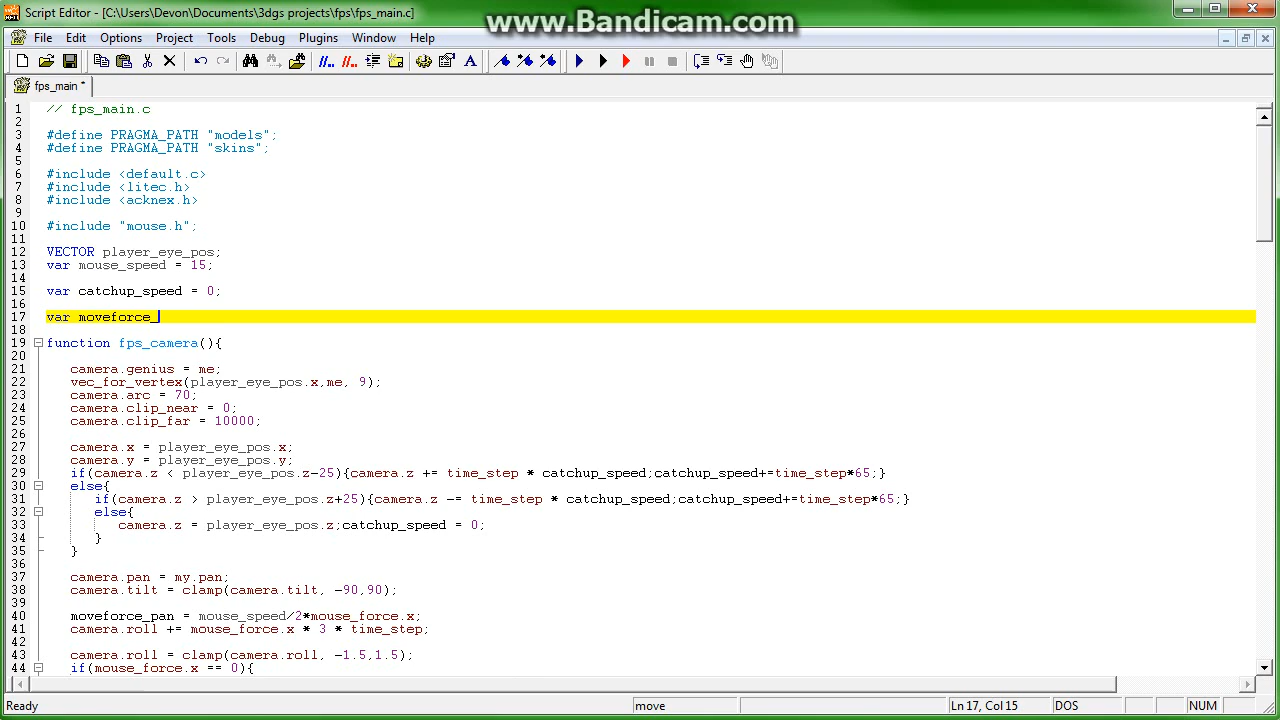 Script Editor - [C:\Users\Devon\Documents\3dgs projects\fps\fps_main.c]
www.Bandicam.com
File Edit Options Project Tools Debug Plugins Window Help
fps_main *
1 // fps_main.c
2
3 #define PRAGMA_PATH "models";
4 #define PRAGMA_PATH "skins";
5
6 #include <default.c>
7 #include <litec.h>
8 #include <acknex.h>
9
10 #include "mouse.h";
11
12 VECTOR player_eye_pos;
13 var mouse_speed = 15;
14
15 var catchup_speed = 0;
16
17 var moveforce_
18
19 function fps_camera(){
20
21 camera.genius = me;
22 vec_for_vertex(player_eye_pos.x,me, 9);
23 camera.arc = 70;
24 camera.clip_near = 0;
25 camera.clip_far = 10000;
26
27 camera.x = player_eye_pos.x;
28 camera.y = player_eye_pos.y;
29 if(camera.z < player_eye_pos.z-25){camera.z += time_step * catchup_speed;catchup_speed+=time_step*65;}
30 else{
31 if(camera.z > player_eye_pos.z+25){camera.z -= time_step * catchup_speed;catchup_speed+=time_step*65;}
32 else{
33 camera.z = player_eye_pos.z;catchup_speed = 0;
34 }
35 }
36
37 camera.pan = my.pan;
38 camera.tilt = clamp(camera.tilt, -90,90);
39
40 moveforce_pan = mouse_speed/2*mouse_force.x;
41 camera.roll += mouse_force.x * 3 * time_step;
42
43 camera.roll = clamp(camera.roll, -1.5,1.5);
44 if(mouse_force.x == 0){
Ready move Ln 17, Col 15 DOS NUM